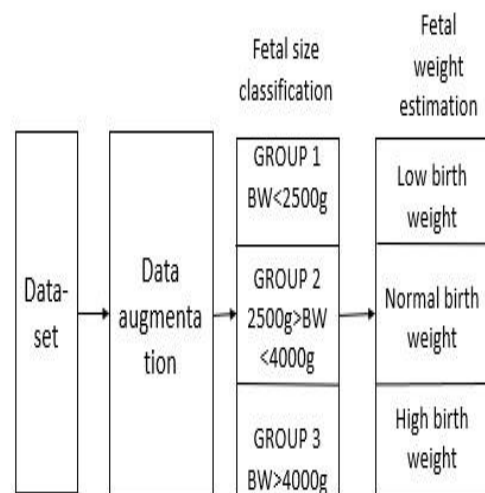 Fetal size
classification
Fetal
weight
estimation
Data-
set
Data
augmenta
tion
GROUP 1
BW<2500g
GROUP 2
2500g>BW
<4000g
GROUP 3
BW>4000g
Low birth
weight
Normal birth
weight
High birth
weight